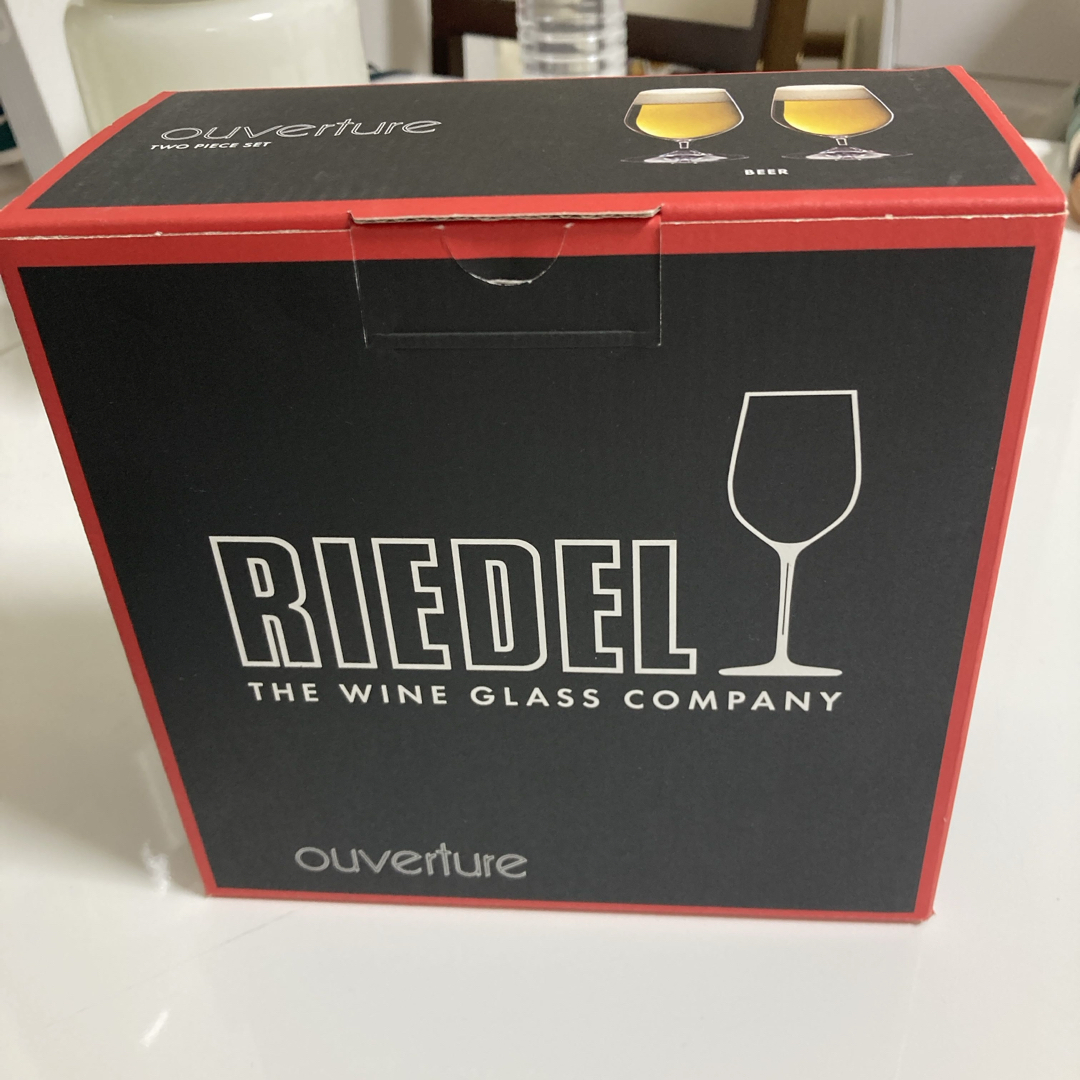 ouverture
TWO PIECE SET
BEER
RIEDEL
THE WINE GLASS COMPANY
ouverture